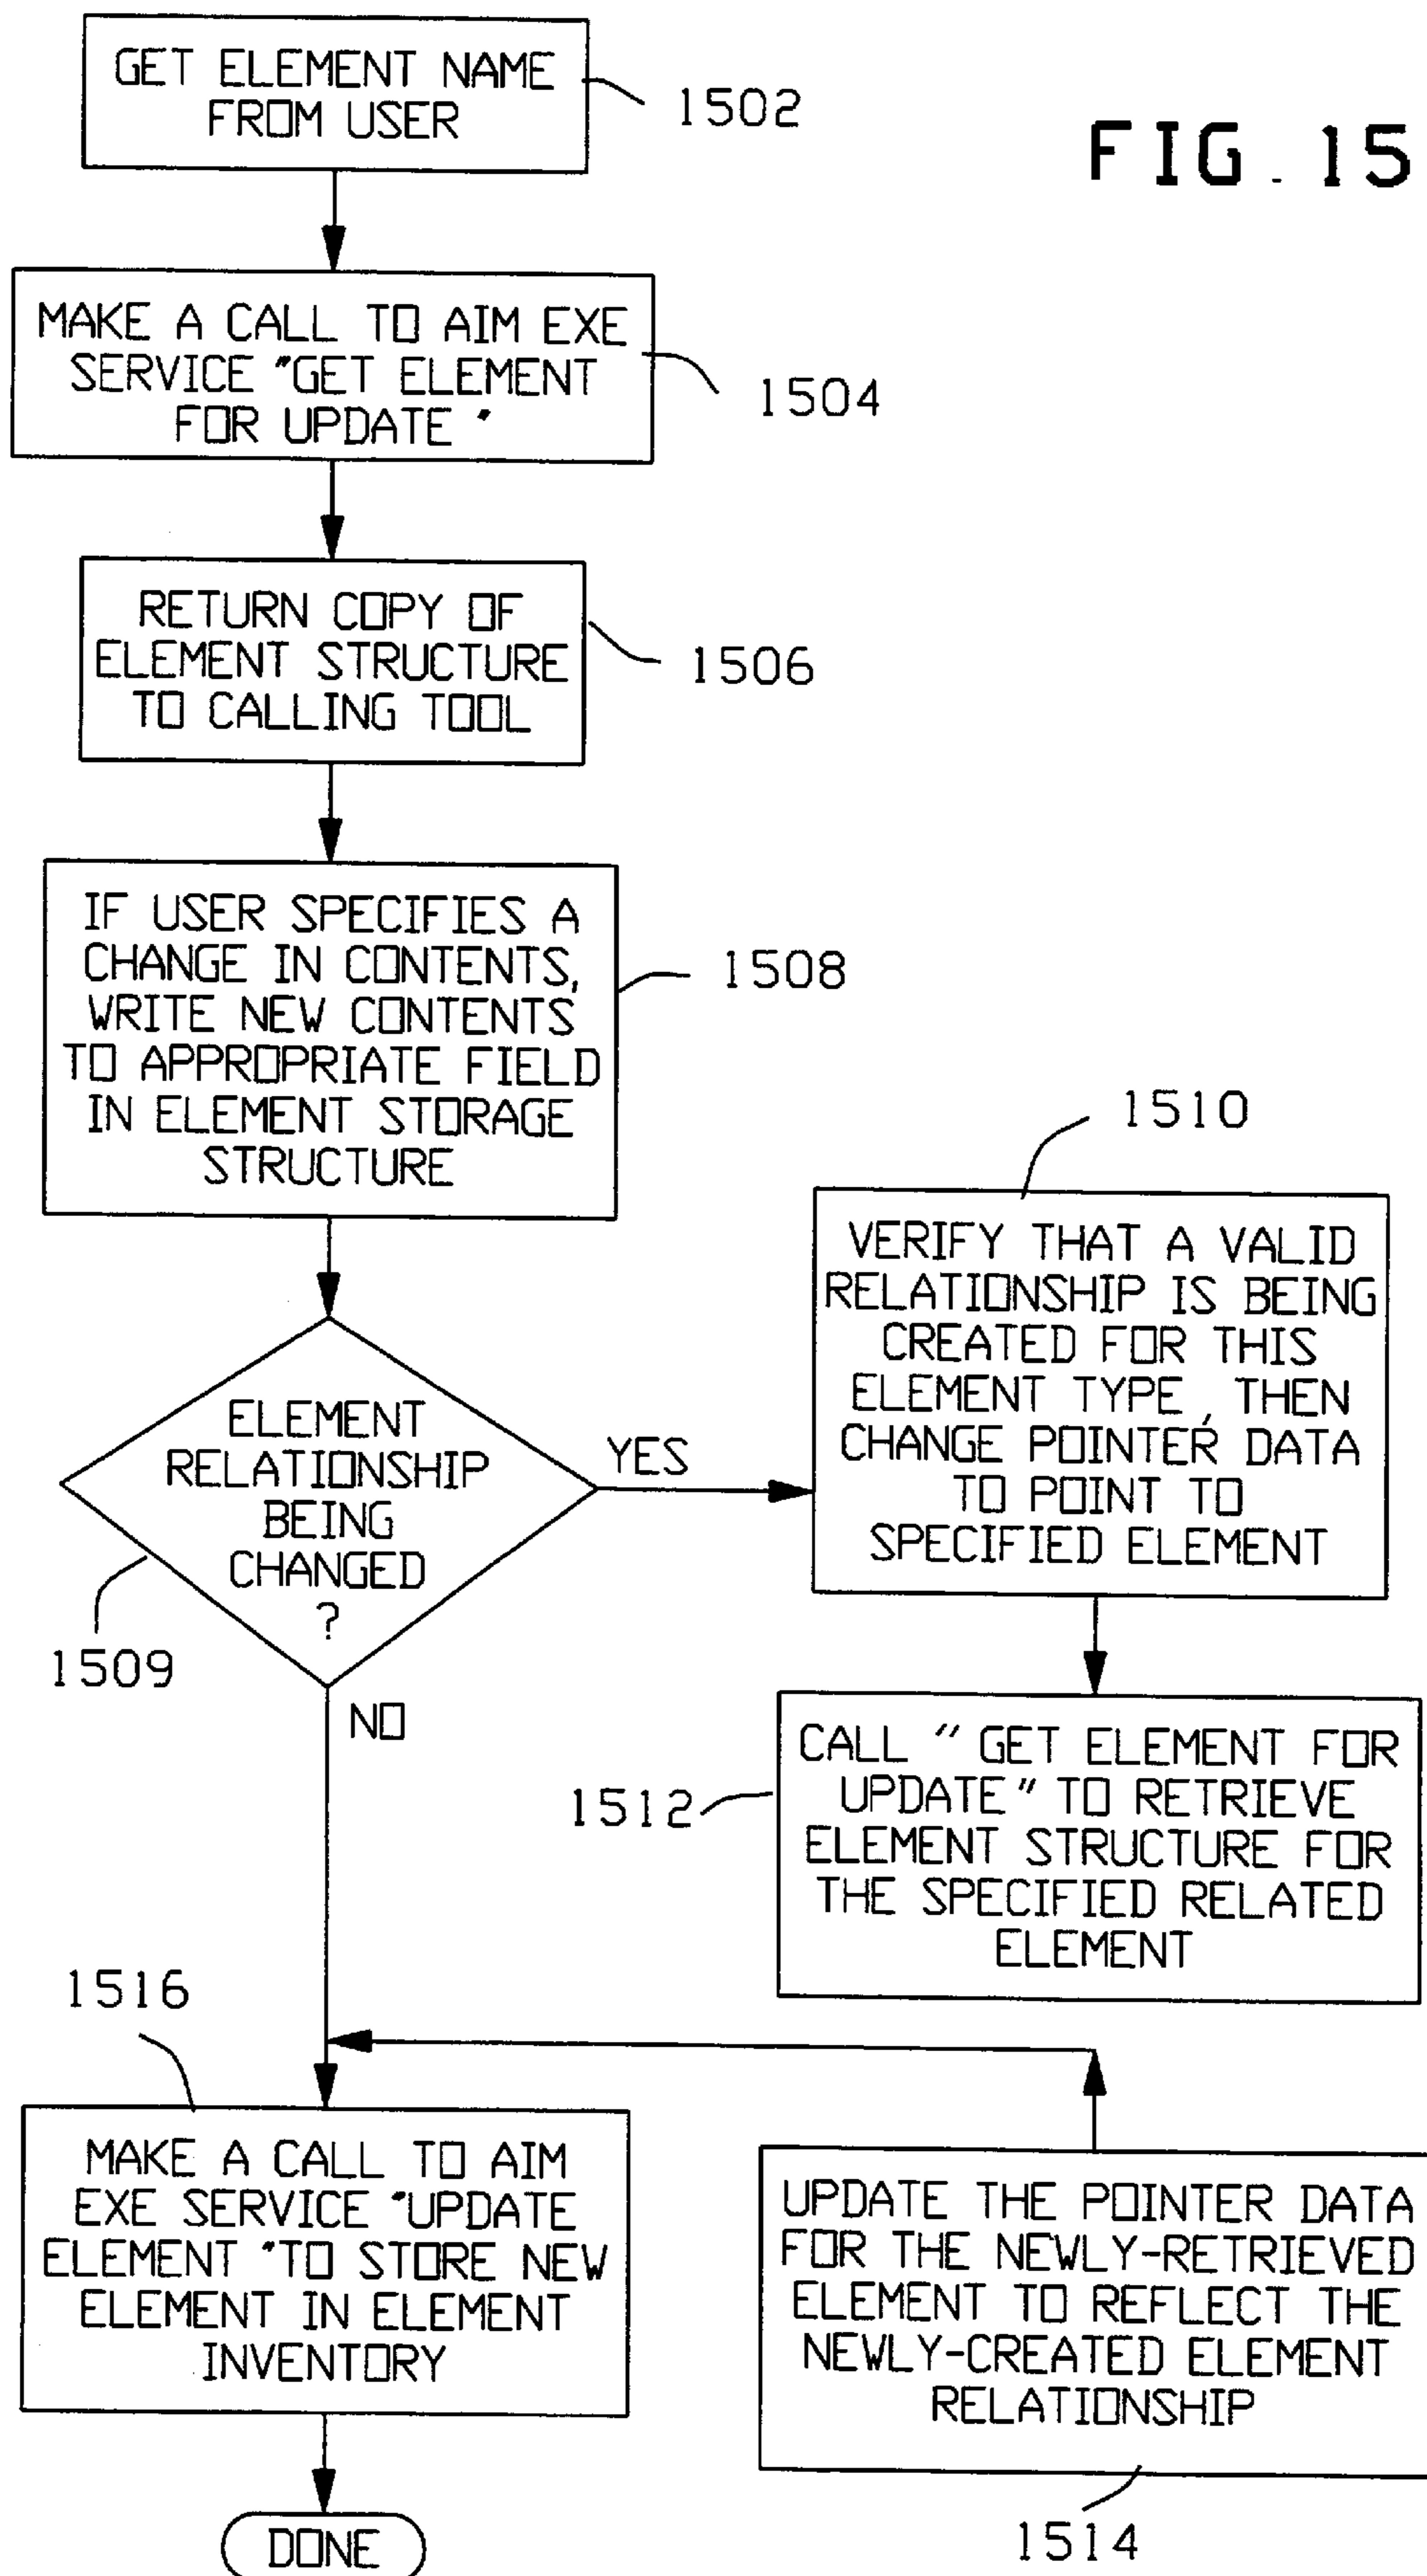 GET ELEMENT NAME
FROM USER
1502
FIG. 15
MAKE A CALL TO AIM EXE
SERVICE "GET ELEMENT
FOR UPDATE"
1504
RETURN COPY OF
ELEMENT STRUCTURE
TO CALLING TOOL
1506
IF USER SPECIFIES A
CHANGE IN CONTENTS,
WRITE NEW CONTENTS
TO APPROPRIATE FIELD
IN ELEMENT STORAGE
STRUCTURE
1508
ELEMENT
RELATIONSHIP
BEING
CHANGED
?
1509
YES
NO
1510
VERIFY THAT A VALID
RELATIONSHIP IS BEING
CREATED FOR THIS
ELEMENT TYPE, THEN
CHANGE POINTER DATA
TO POINT TO
SPECIFIED ELEMENT
CALL "GET ELEMENT FOR
UPDATE" TO RETRIEVE
ELEMENT STRUCTURE FOR
THE SPECIFIED RELATED
ELEMENT
1512
1516
MAKE A CALL TO AIM
EXE SERVICE "UPDATE
ELEMENT "TO STORE NEW
ELEMENT IN ELEMENT
INVENTORY
UPDATE THE POINTER DATA
FOR THE NEWLY-RETRIEVED
ELEMENT TO REFLECT THE
NEWLY-CREATED ELEMENT
RELATIONSHIP
1514
DONE